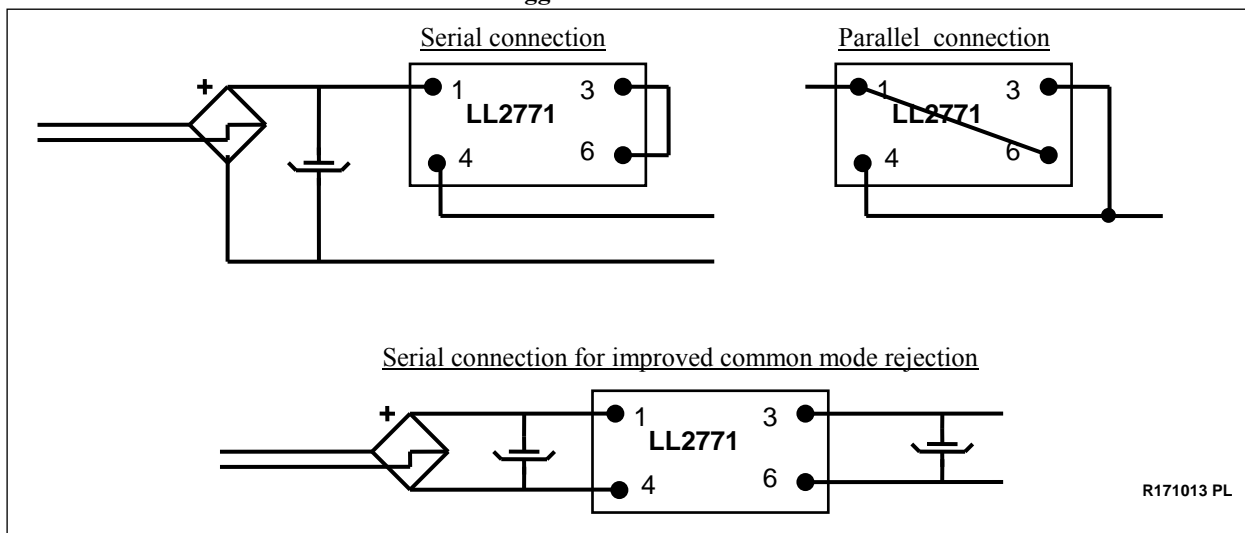 Serial connection
Parallel connection
+
1
3
LL2771
4
6
1
3
LL2771
4
6
Serial connection for improved common mode rejection
+
1
3
LL2771
4
6
R171013 PL